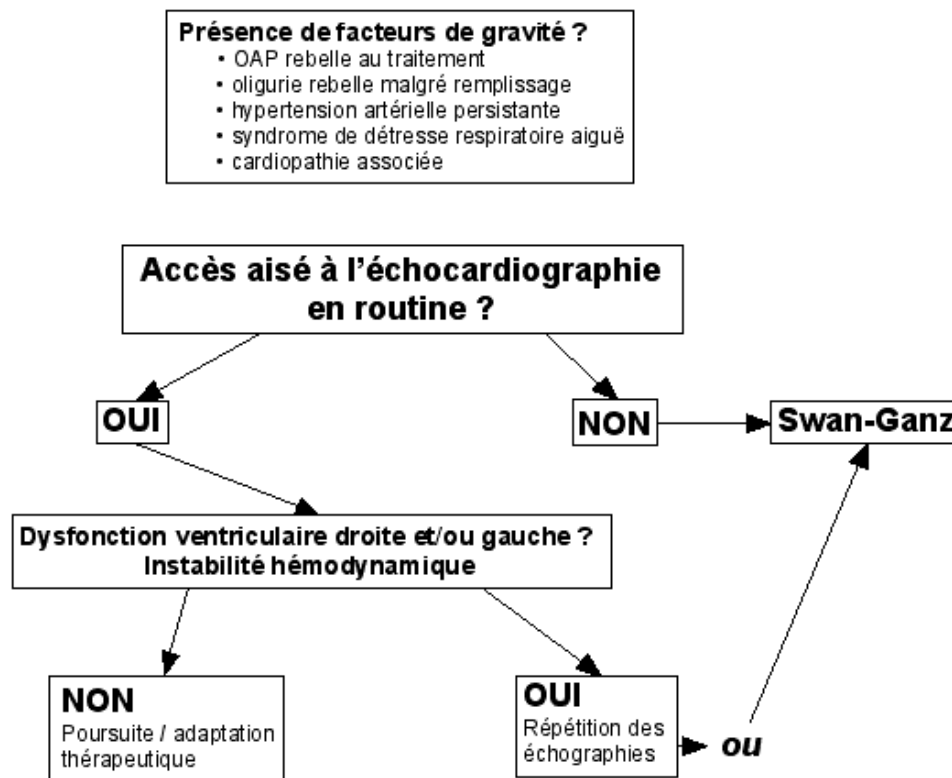 Présence de facteurs de gravité ?
• OAP rebelle au traitement
• oligurie rebelle malgré remplissage
• hypertension artérielle persistante
• syndrome de détresse respiratoire aiguë
• cardiopathie associée
Accès aisé à l'échocardiographie
en routine ?
OUI
NON
Swan-Ganz
Dysfonction ventriculaire droite et/ou gauche ?
Instabilité hémodynamique
NON
Poursuite / adaptation
thérapeutique
OUI
Répétition des
échographies
ou